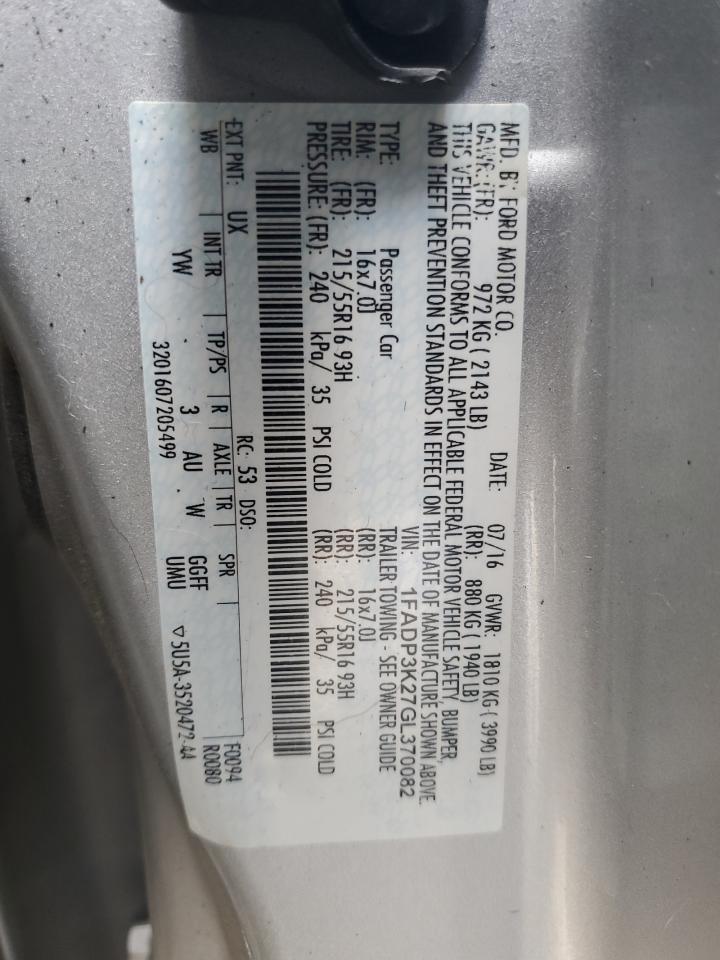 MFD. BY FORD MOTOR CO.
DATE: 07/16 GVWR: 1810 KG ( 3990 LB)
GAWR: (FR): 972 KG ( 2143 LB) (RR): 880 KG ( 1940 LB)
THIS VEHICLE CONFORMS TO ALL APPLICABLE FEDERAL MOTOR VEHICLE SAFETY, BUMPER,
AND THEFT PREVENTION STANDARDS IN EFFECT ON THE DATE OF MANUFACTURE SHOWN ABOVE.
VIN: 1FADP3K27GL370082
TYPE: Passenger Car TRAILER TOWING - SEE OWNER GUIDE
RIM: (FR): 16x7.0J (RR): 16x7.0J
TIRE: (FR): 215/55R16 93H (RR): 215/55R16 93H
PRESSURE: (FR): 240 kPa/ 35 PSI COLD (RR): 240 kPa/ 35 PSI COLD
EXT PNT: UX RC: 53 DSO:
F0094
WB | INT TR | TP/PS | R | AXLE | TR | SPR |
R0080
YW . 3 AU . W GGFF
UMU
3201607205499
▽ 5U5A-3520472-AA